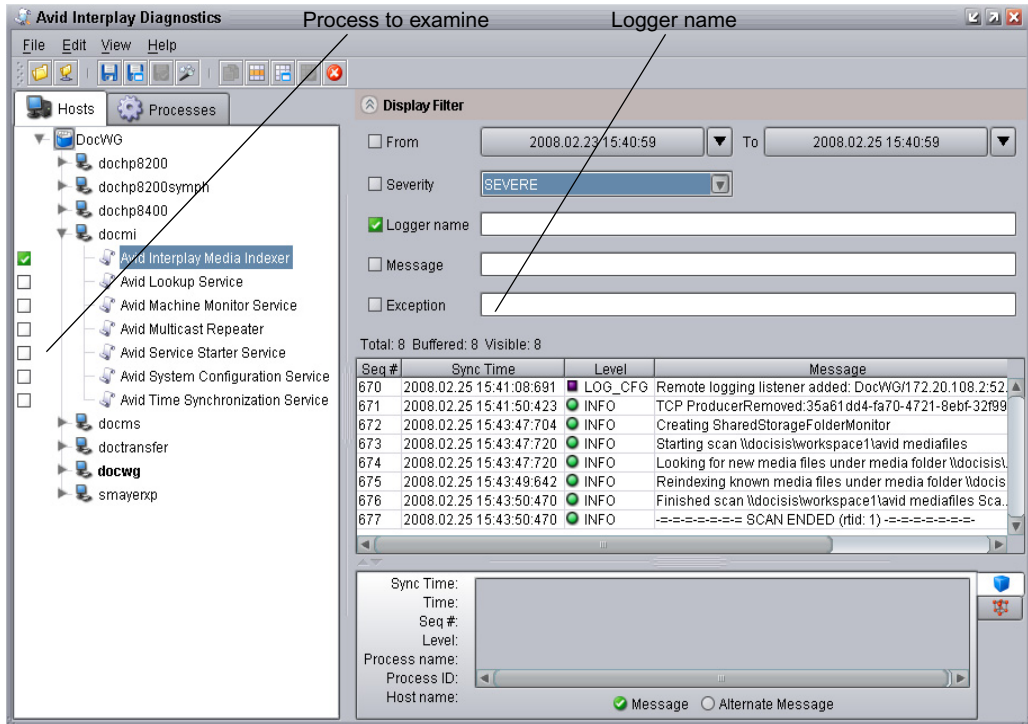 Avid Interplay Diagnostics
Process to examine
Logger name
File Edit View Help
Hosts Processes
DocWG
dochp8200
dochp8200symph
dochp8400
docmi
Avid Interplay Media Indexer
Avid Lookup Service
Avid Machine Monitor Service
Avid Multicast Repeater
Avid Service Starter Service
Avid System Configuration Service
Avid Time Synchronization Service
docms
doctransfer
docwg
smayerxp
Display Filter
From 2008.02.23 15:40:59 To 2008.02.25 15:40:59
Severity SEVERE
Logger name
Message
Exception
Total: 8 Buffered: 8 Visible: 8
Seq # Sync Time Level Message
670 2008.02.25 15:41:08:691 LOG_CFG Remote logging listener added: DocWG/172.20.108.2:52
671 2008.02.25 15:41:50:423 INFO TCP ProducerRemoved:35a61dd4-fa70-4721-8ebf-32f99
672 2008.02.25 15:43:47:704 INFO Creating SharedStorageFolderMonitor
673 2008.02.25 15:43:47:720 INFO Starting scan \\docisis\workspace1\avid mediafiles
674 2008.02.25 15:43:47:720 INFO Looking for new media files under media folder \\docisis\.
675 2008.02.25 15:43:49:642 INFO Reindexing known media files under media folder \\docis
676 2008.02.25 15:43:50:470 INFO Finished scan \\docisis\workspace1\avid mediafiles Sca...
677 2008.02.25 15:43:50:470 INFO -=-=-=-=-=-= SCAN ENDED (rtid: 1) -=-=-=-=-=-=-
Sync Time:
Time:
Seq #:
Level:
Process name:
Process ID:
Host name:
Message Alternate Message